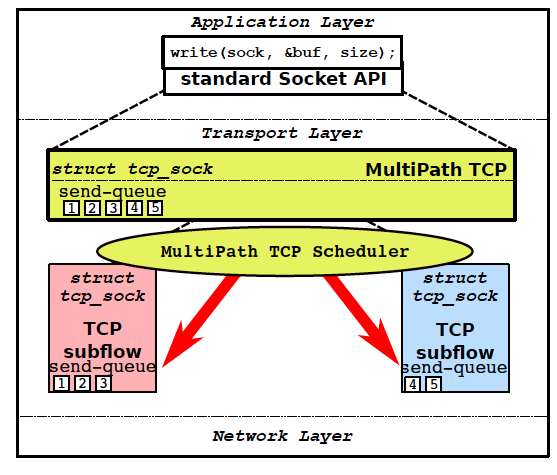 Application Layer
write(sock, &buf, size);
standard Socket API
Transport Layer
struct tcp_sock
MultiPath TCP
send-queue
1 2 3 4 5
MultiPath TCP Scheduler
struct
tcp_sock
TCP
subflow
send-queue
1 2 3
struct
tcp_sock
TCP
subflow
send-queue
4 5
Network Layer